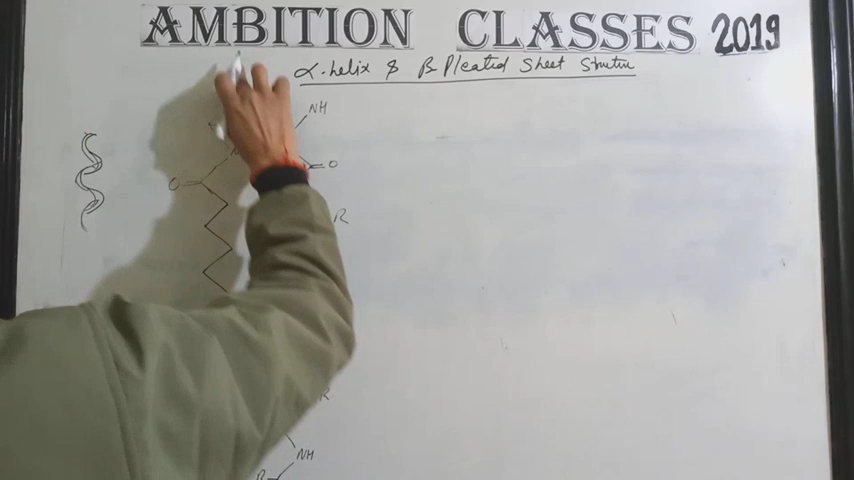 AMBITION CLASSES 2019
α-helix & β Pleated Sheet Structure
NH
O
O
R
R
NH
R